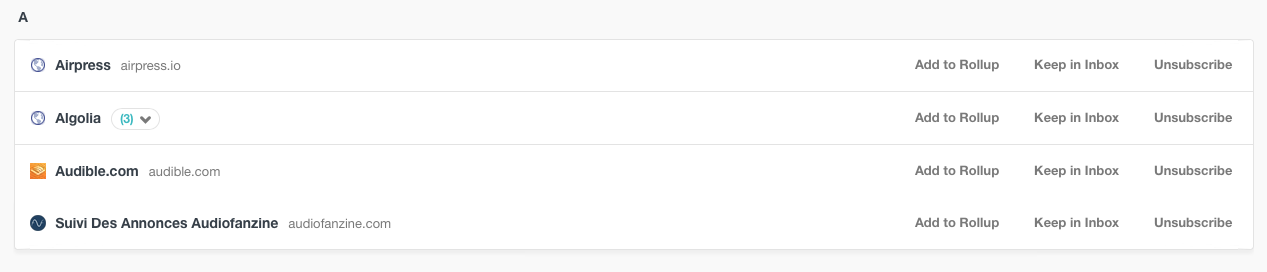 A
Airpress airpress.io Add to Rollup Keep in Inbox Unsubscribe
Algolia (3) Add to Rollup Keep in Inbox Unsubscribe
Audible.com audible.com Add to Rollup Keep in Inbox Unsubscribe
Suivi Des Annonces Audiofanzine audiofanzine.com Add to Rollup Keep in Inbox Unsubscribe